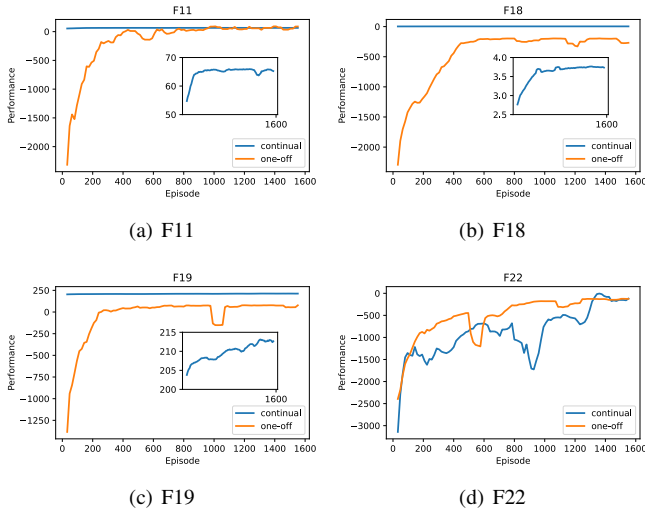 F11
Performance
0
−500
−1000
−1500
−2000
70
60
50
1600
continual
one-off
0 200 400 600 800 1000 1200 1400 1600
Episode
(a) F11
F18
Performance
0
−500
−1000
−1500
−2000
4.0
3.5
3.0
2.5
1600
continual
one-off
0 200 400 600 800 1000 1200 1400 1600
Episode
(b) F18
F19
Performance
250
0
−250
−500
−750
−1000
−1250
215
210
205
200
1600
continual
one-off
0 200 400 600 800 1000 1200 1400 1600
Episode
(c) F19
F22
Performance
0
−500
−1000
−1500
−2000
−2500
−3000
continual
one-off
0 200 400 600 800 1000 1200 1400 1600
Episode
(d) F22